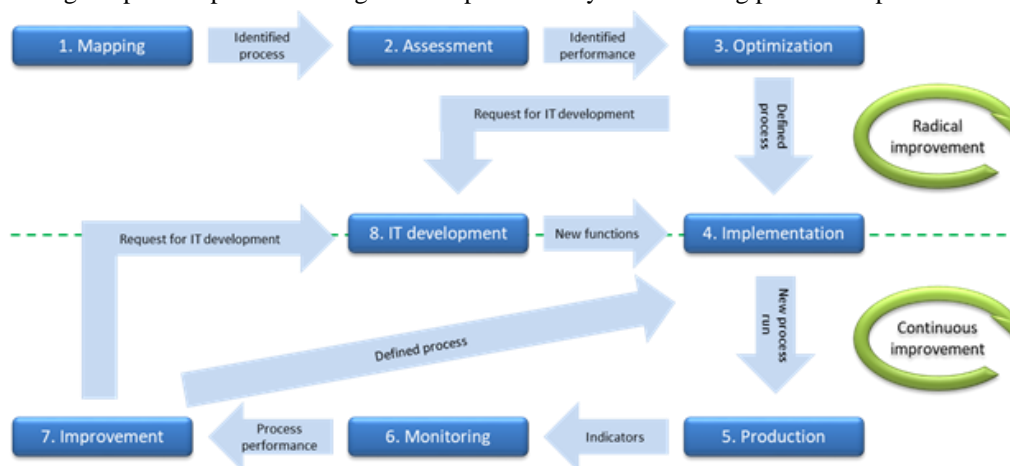 1. Mapping
Identified
process
2. Assessment
Identified
performance
3. Optimization
Request for IT development
Defined
process
Radical
improvement
Request for IT development
8. IT development
New functions
4. Implementation
New process
run
Continuous
improvement
Defined process
7. Improvement
Process
performance
6. Monitoring
Indicators
5. Production